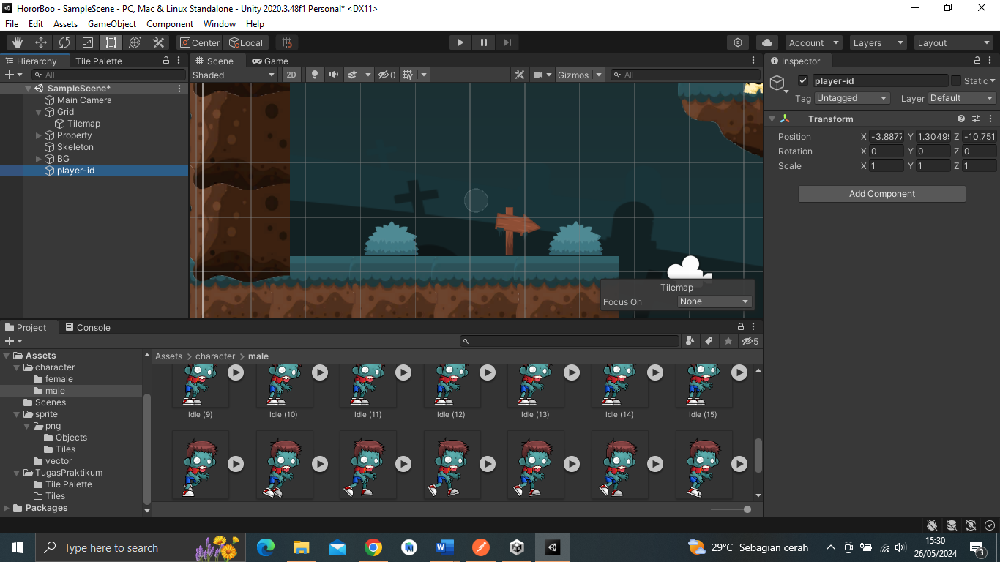 HororBoo - SampleScene - PC, Mac & Linux Standalone - Unity 2020.3.48f1 Personal* <DX11>
File Edit Assets GameObject Component Window Help
Center Local Account Layers Layout
Hierarchy Tile Palette
All
SampleScene*
Main Camera
Grid
Tilemap
Property
Skeleton
BG
player-id
Scene Game
Shaded 2D 0 Gizmos All
Tilemap
Focus On None
Inspector
player-id Static
Tag Untagged Layer Default
Transform
Position X -3.8877 Y 1.30499 Z -10.751
Rotation X 0 Y 0 Z 0
Scale X 1 Y 1 Z 1
Add Component
Project Console
5
Assets
character
female
male
Scenes
sprite
png
Objects
Tiles
vector
TugasPraktikum
Tile Palette
Tiles
Packages
Assets > character > male
Idle (9) Idle (10) Idle (11) Idle (12) Idle (13) Idle (14) Idle (15)
Type here to search
29°C Sebagian cerah
15:30
26/05/2024
3